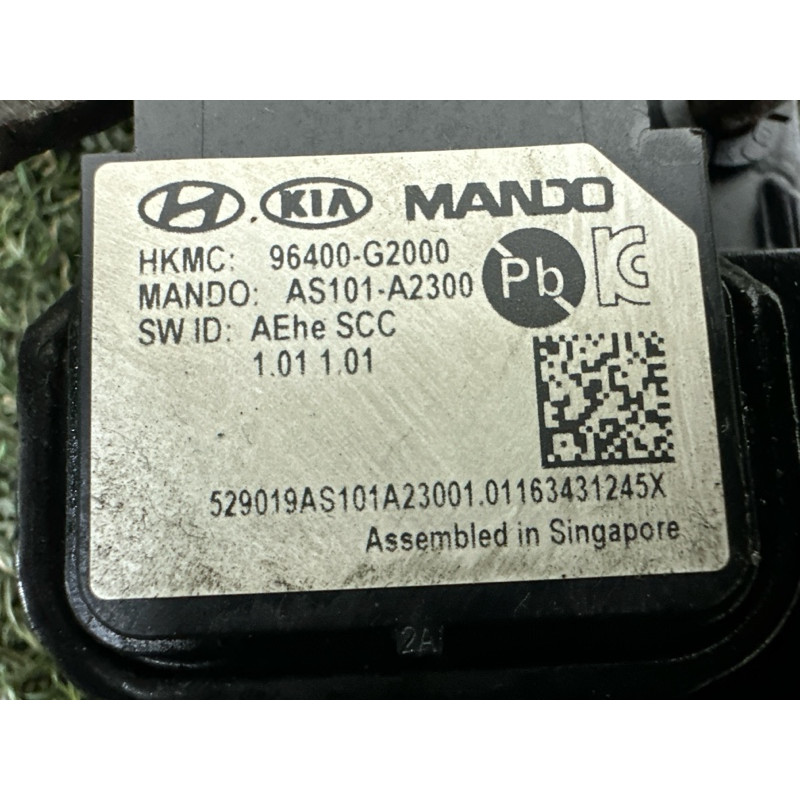 KIA MANDO
HKMC: 96400-G2000
MANDO: AS101-A2300
Pb
SW ID: AEhe SCC
1.01 1.01
529019AS101A23001.01163431245X
Assembled in Singapore
2A